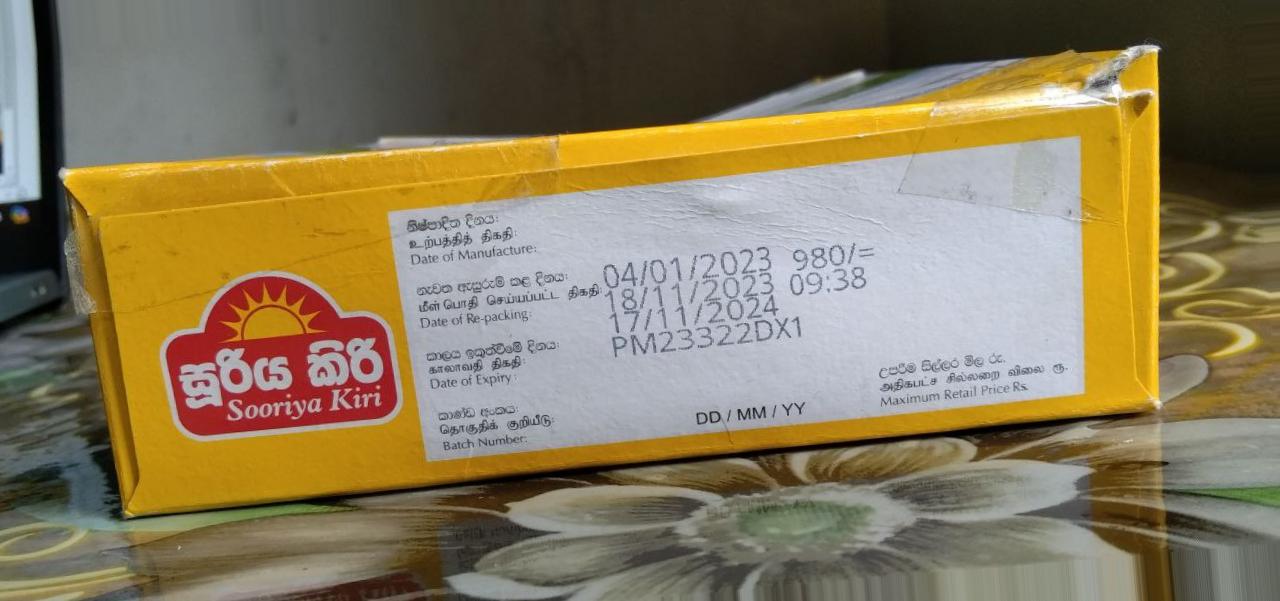 සූරිය කිරි
Sooriya Kiri
නිෂ්පාදිත දිනය:
உற்பத்தித் திகதி:
Date of Manufacture:
නැවත ඇසුරුම් කළ දිනය:
மீள் பொதி செய்யப்பட்ட திகதி:
Date of Re-packing:
කාලය ඉකුත්වීමේ දිනය:
காலாவதி திகதி:
Date of Expiry:
කාණ්ඩ අංකය:
தொகுதிக் குறியீடு:
Batch Number:
04/01/2023 980/=
18/11/2023 09:38
17/11/2024
PM23322DX1
DD / MM / YY
උපරිම සිල්ලර මිල රු.
அதிகபட்ச சில்லறை விலை ரூ.
Maximum Retail Price Rs.